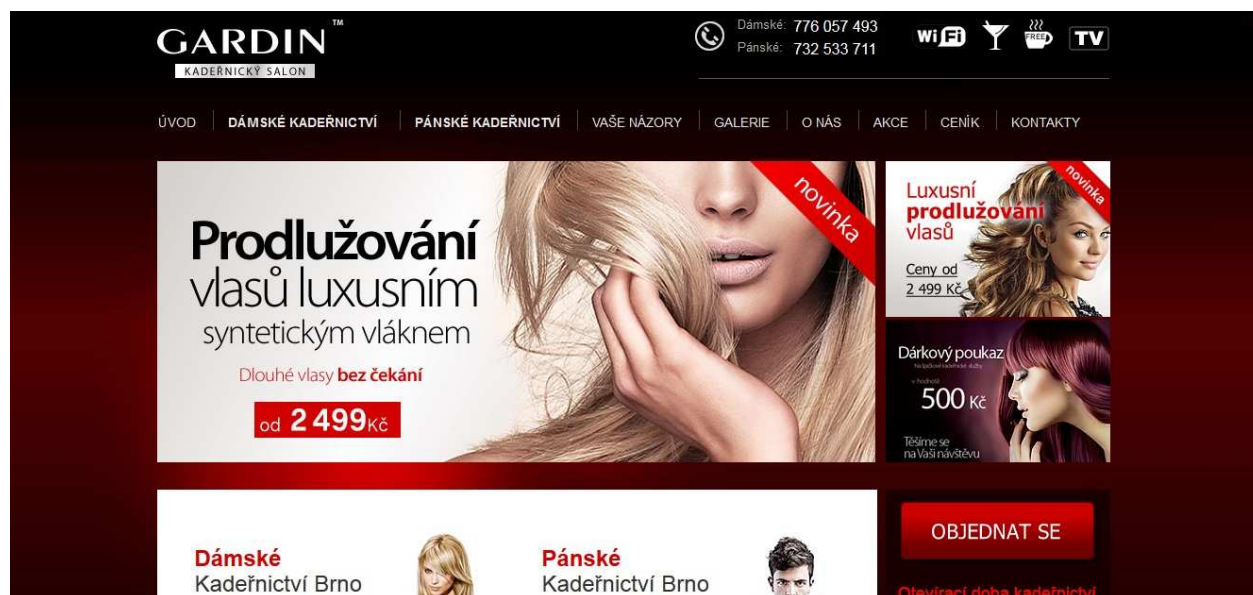 GARDIN™
KADEŘNICKÝ SALON
Dámské: 776 057 493
Pánské: 732 533 711
WiFi
FREE
TV
ÚVOD
DÁMSKÉ KADEŘNICTVÍ
PÁNSKÉ KADEŘNICTVÍ
VAŠE NÁZORY
GALERIE
O NÁS
AKCE
CENÍK
KONTAKTY
Prodlužování
vlasů luxusním
syntetickým vláknem
Dlouhé vlasy bez čekání
od 2 499Kč
novinka
Luxusní
prodlužování
vlasů
Ceny od
2 499 Kč
novinka
Dárkový poukaz
v hodnotě
500 Kč
Těšíme se
na Vaši návštěvu
Dámské
Kadeřnictví Brno
Pánské
Kadeřnictví Brno
OBJEDNAT SE
Otevírací doba kadeřnictví